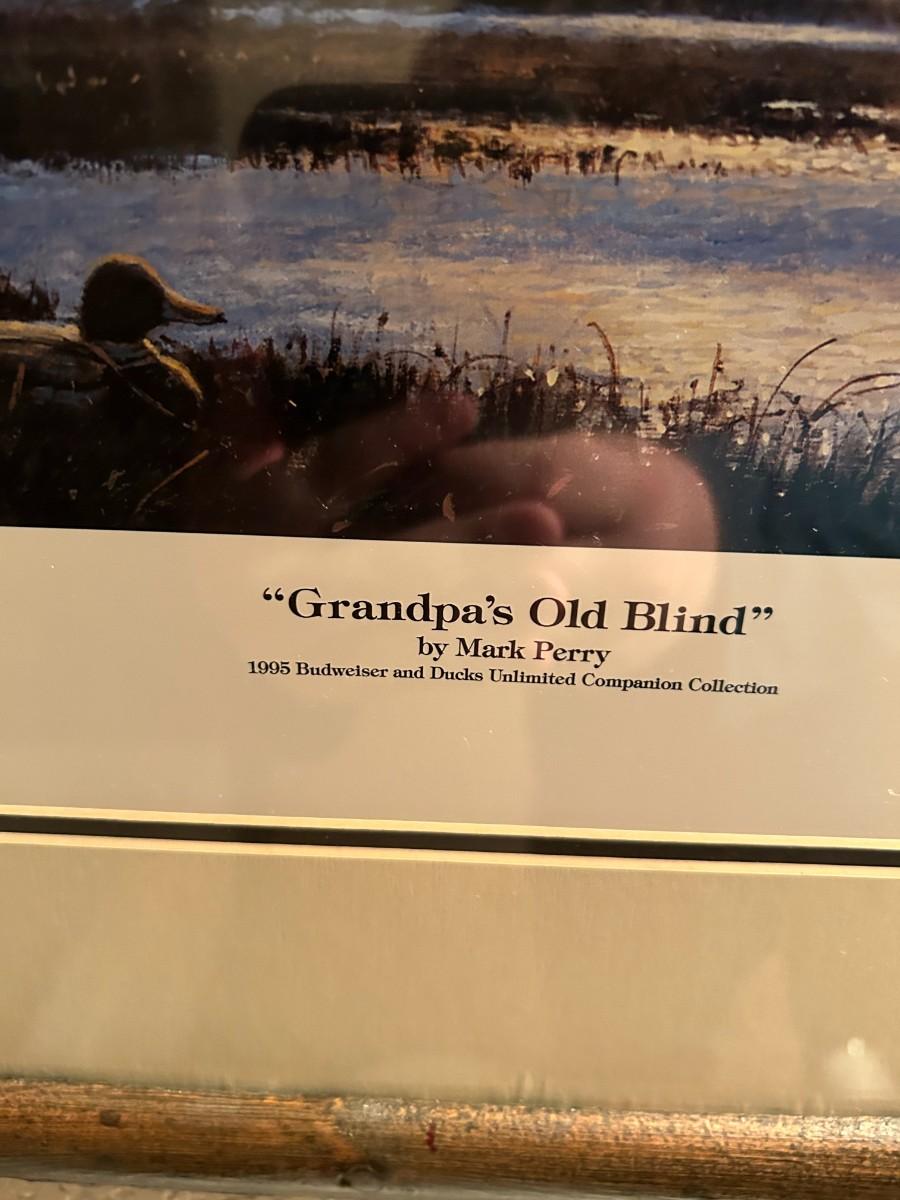 “Grandpa’s Old Blind”
by Mark Perry
1995 Budweiser and Ducks Unlimited Companion Collection